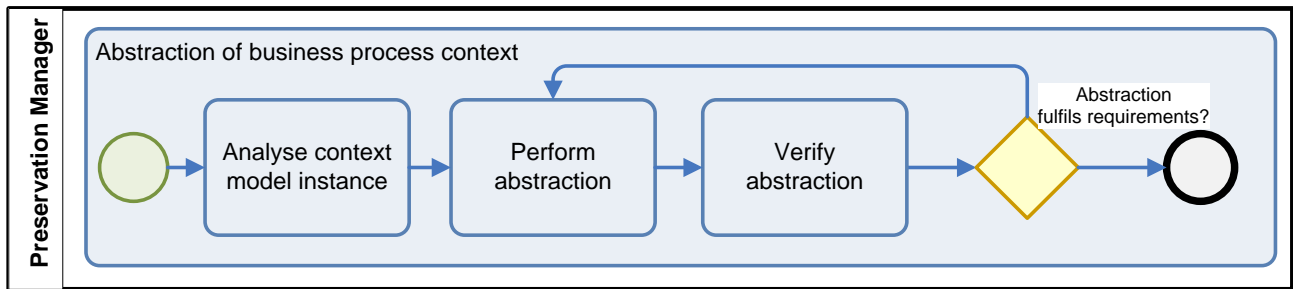 Preservation Manager
Abstraction of business process context
Analyse context
model instance
Perform
abstraction
Verify
abstraction
Abstraction
fulfils requirements?